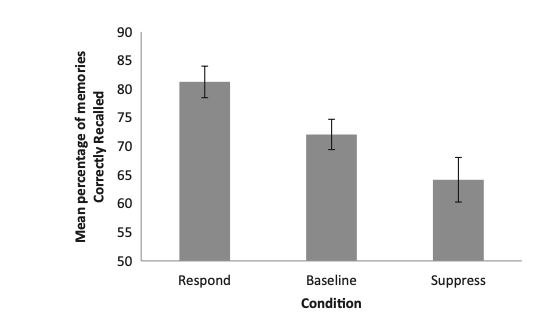 Mean percentage of memories
Correctly Recalled
90
85
80
75
70
65
60
55
50
Respond Baseline Suppress
Condition